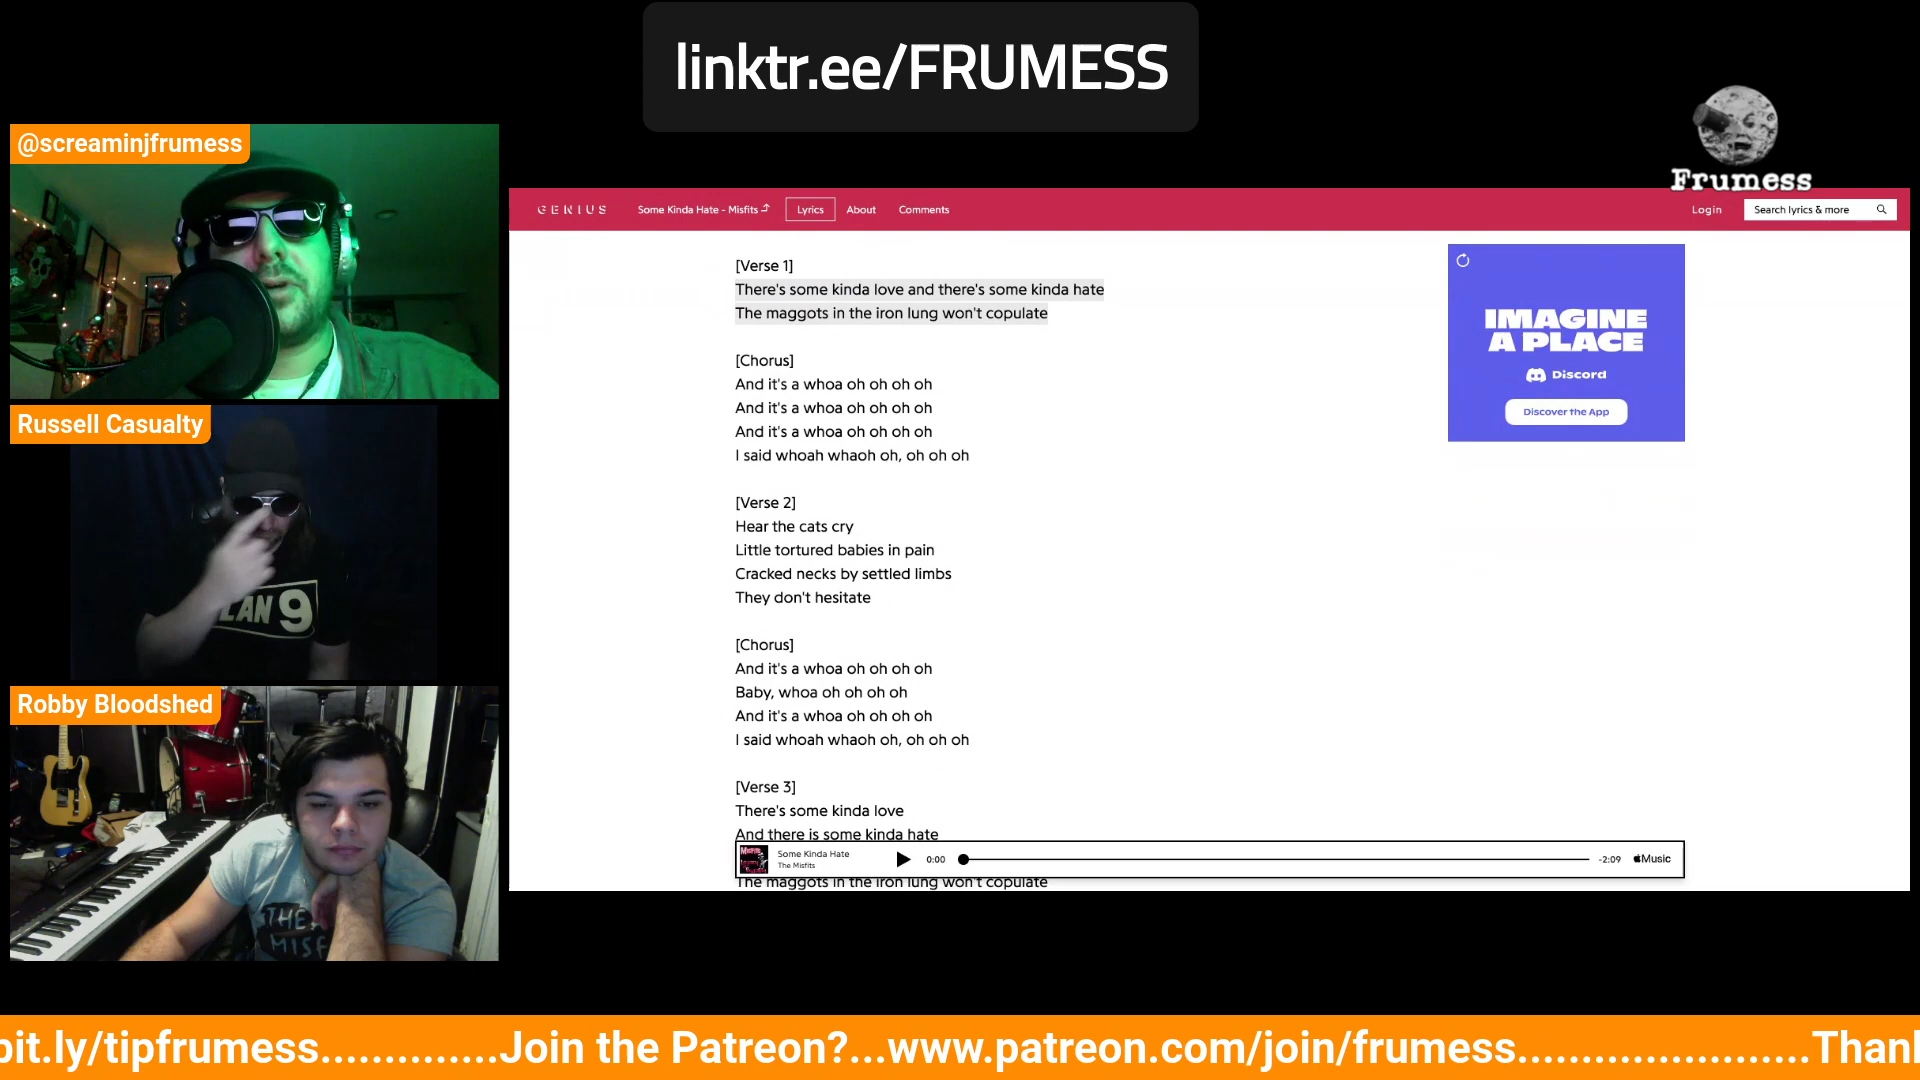 linktr.ee/FRUMESS
@screaminjfrumess
Frumess
GENIUS
Some Kinda Hate - Misfits
Lyrics
About
Comments
Login
Search lyrics & more
[Verse 1]
There's some kinda love and there's some kinda hate
The maggots in the iron lung won't copulate
[Chorus]
And it's a whoa oh oh oh oh
And it's a whoa oh oh oh oh
And it's a whoa oh oh oh oh
I said whoah whaoh oh, oh oh oh
[Verse 2]
Hear the cats cry
Little tortured babies in pain
Cracked necks by settled limbs
They don't hesitate
[Chorus]
And it's a whoa oh oh oh oh
Baby, whoa oh oh oh oh
And it's a whoa oh oh oh oh
I said whoah whaoh oh, oh oh oh
[Verse 3]
There's some kinda love
And there is some kinda hate
The maggots in the iron lung won't copulate
IMAGINE
A PLACE
Discord
Discover the App
Some Kinda Hate
The Misfits
0:00
-2:09
Music
Russell Casualty
LAN 9
Robby Bloodshed
THE
MISF
bit.ly/tipfrumess..............Join the Patreon?...www.patreon.com/join/frumess.......................Thank